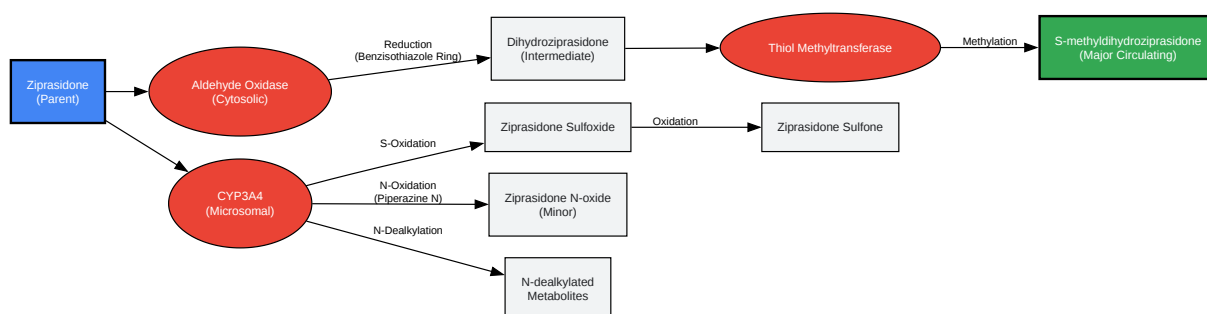 Ziprasidone
(Parent)
Aldehyde Oxidase
(Cytosolic)
Reduction
(Benzisothiazole Ring)
Dihydroziprasidone
(Intermediate)
Thiol Methyltransferase
Methylation
S-methyldihydroziprasidone
(Major Circulating)
CYP3A4
(Microsomal)
S-Oxidation
Ziprasidone Sulfoxide
Oxidation
Ziprasidone Sulfone
N-Oxidation
(Piperazine N)
Ziprasidone N-oxide
(Minor)
N-Dealkylation
N-dealkylated
Metabolites